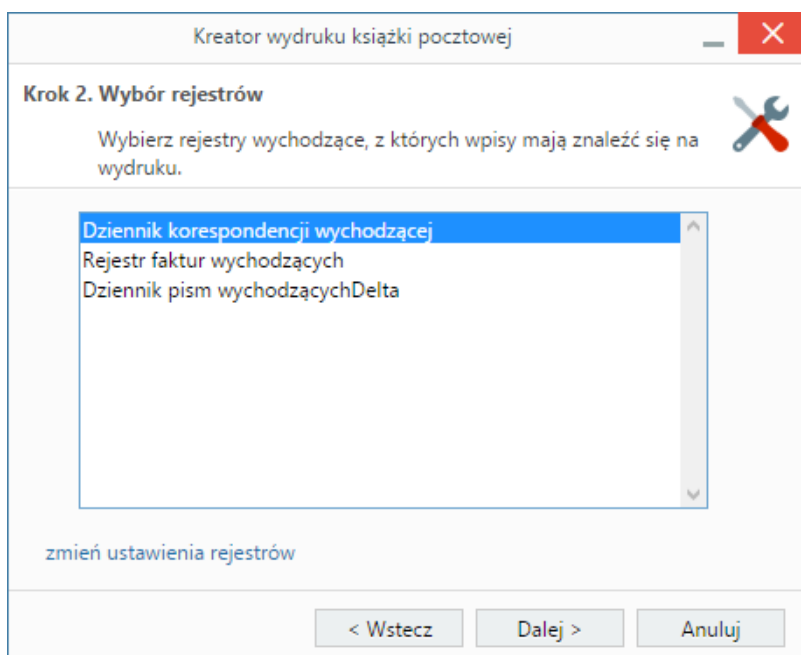 Kreator wydruku książki pocztowej
Krok 2. Wybór rejestrów
Wybierz rejestry wychodzące, z których wpisy mają znaleźć się na
wydruku.
Dziennik korespondencji wychodzącej
Rejestr faktur wychodzących
Dziennik pism wychodzącychDelta
zmień ustawienia rejestrów
< Wstecz
Dalej >
Anuluj